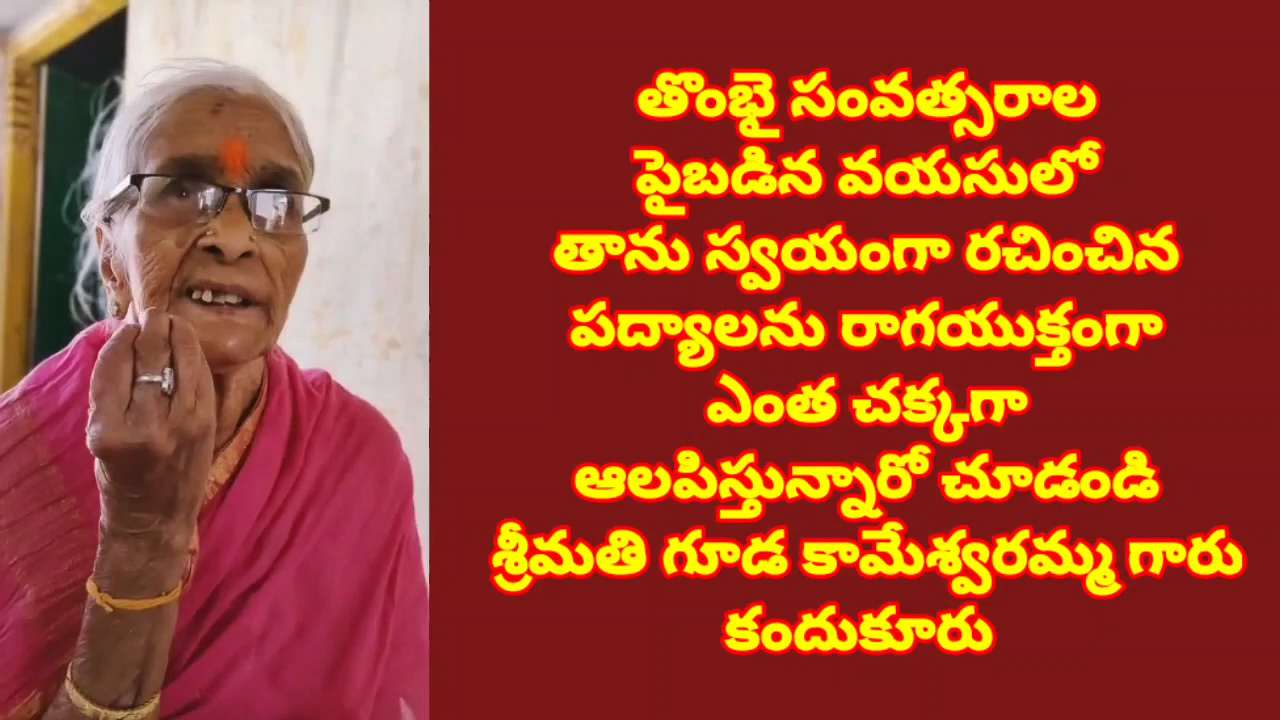 తొంభై సంవత్సరాల
పైబడిన వయసులో
తాను స్వయంగా రచించిన
పద్యాలను రాగయుక్తంగా
ఎంత చక్కగా
ఆలపిస్తున్నారో చూడండి
శ్రీమతి గూడ కామేశ్వరమ్మ గారు
కందుకూరు